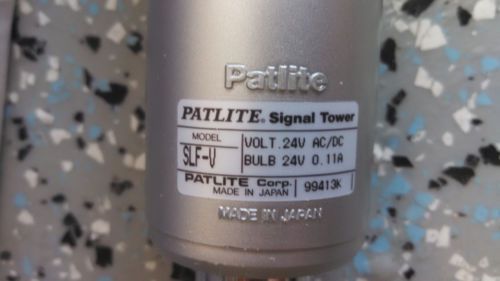 Patlite
PATLITE® Signal Tower
MODEL
SLF-V
VOLT.24V AC/DC
BULB 24V 0.11A
PATLITE Corp.
MADE IN JAPAN
99413K
MADE IN JAPAN